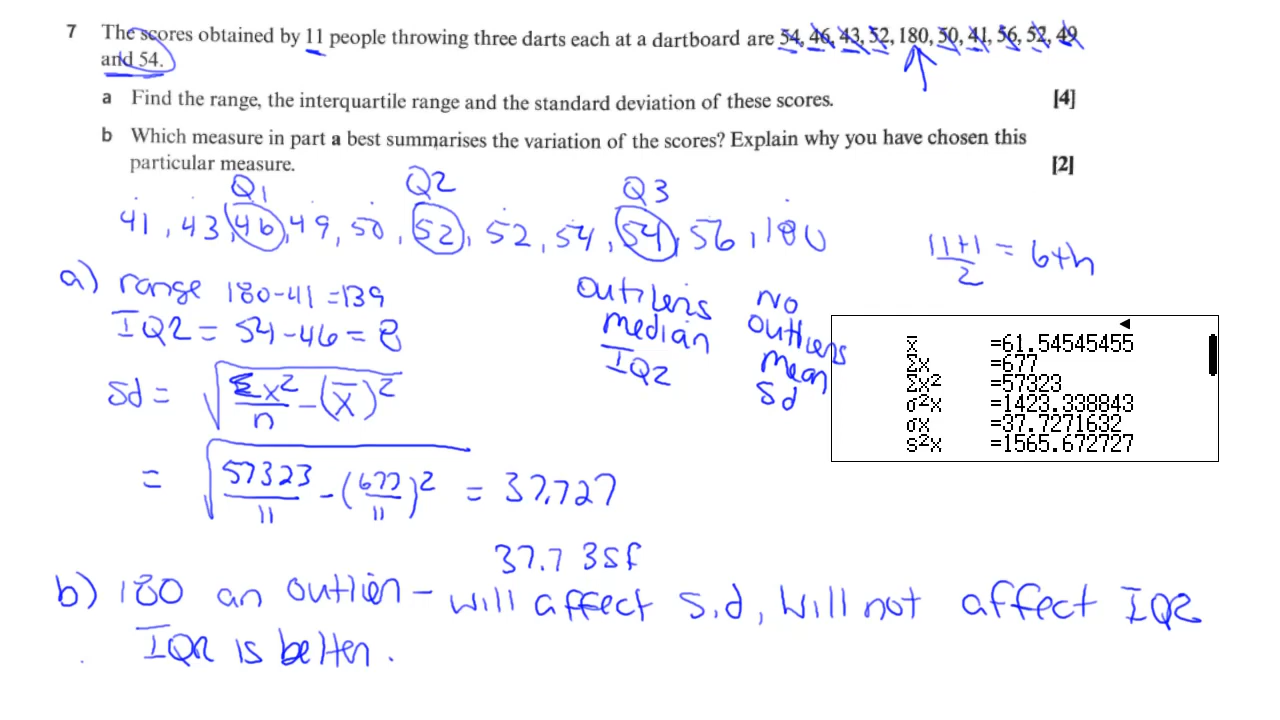 7 The scores obtained by 11 people throwing three darts each at a dartboard are 54, 46, 43, 52, 180, 50, 41, 56, 52, 49
and 54.
a Find the range, the interquartile range and the standard deviation of these scores. [4]
b Which measure in part a best summarises the variation of the scores? Explain why you have chosen this
particular measure. [2]
Q1 Q2 Q3
41, 43, 46, 49, 50, 52, 52, 54, 54, 56, 180
11+1/2 = 6th
a) range 180-41 = 139
IQR = 54-46 = 8
sd = √(Σx²/n - (x̄)²)
= √(57323/11 - (677/11)²) = 37.727
37.7 3sf
Outliers
median
IQR
No
outliers
mean
sd
x̄ =61.54545455
Σx =677
Σx² =57323
σ²x =1423.338843
σx =37.7271632
s²x =1565.672727
b) 180 an outlier - will affect s.d, will not affect IQR
IQR is better.